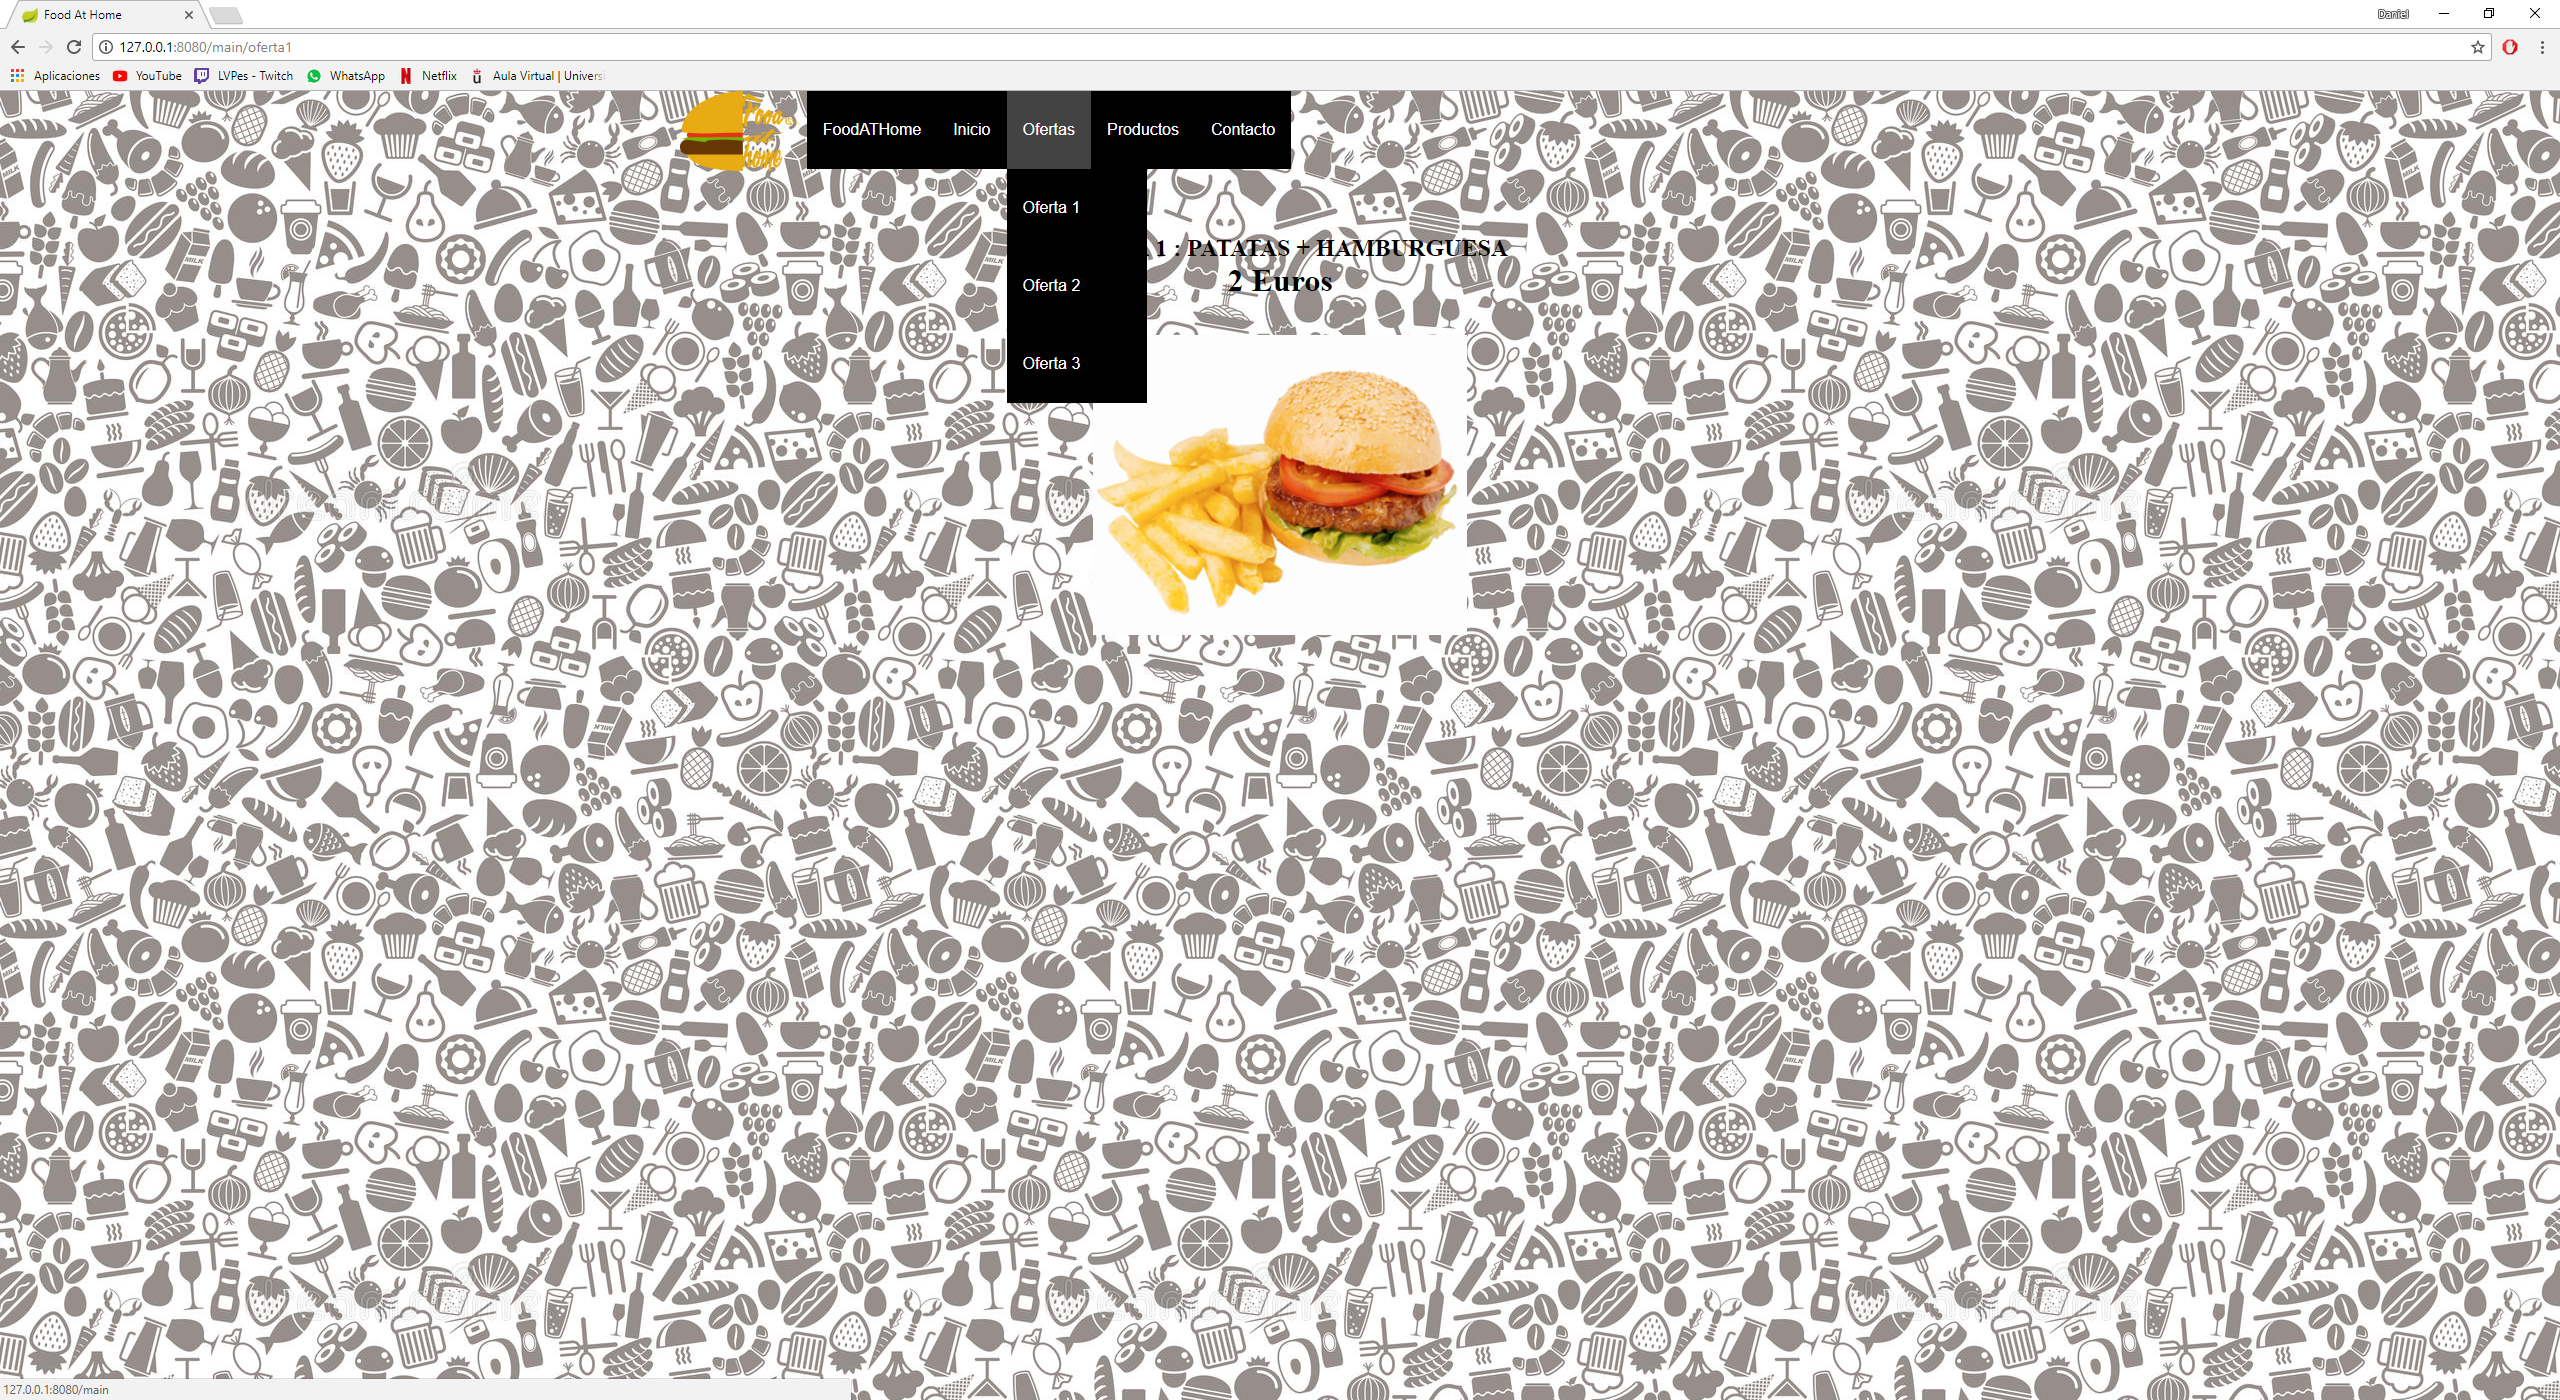 Food At Home
Daniel
127.0.0.1:8080/main/oferta1
Aplicaciones YouTube LVPes - Twitch WhatsApp Netflix Aula Virtual | Univers
Food
at
home
FoodATHome Inicio Ofertas Productos Contacto
Oferta 1
1 : PATATAS + HAMBURGUESA
2 Euros
Oferta 2
Oferta 3
127.0.0.1:8080/main